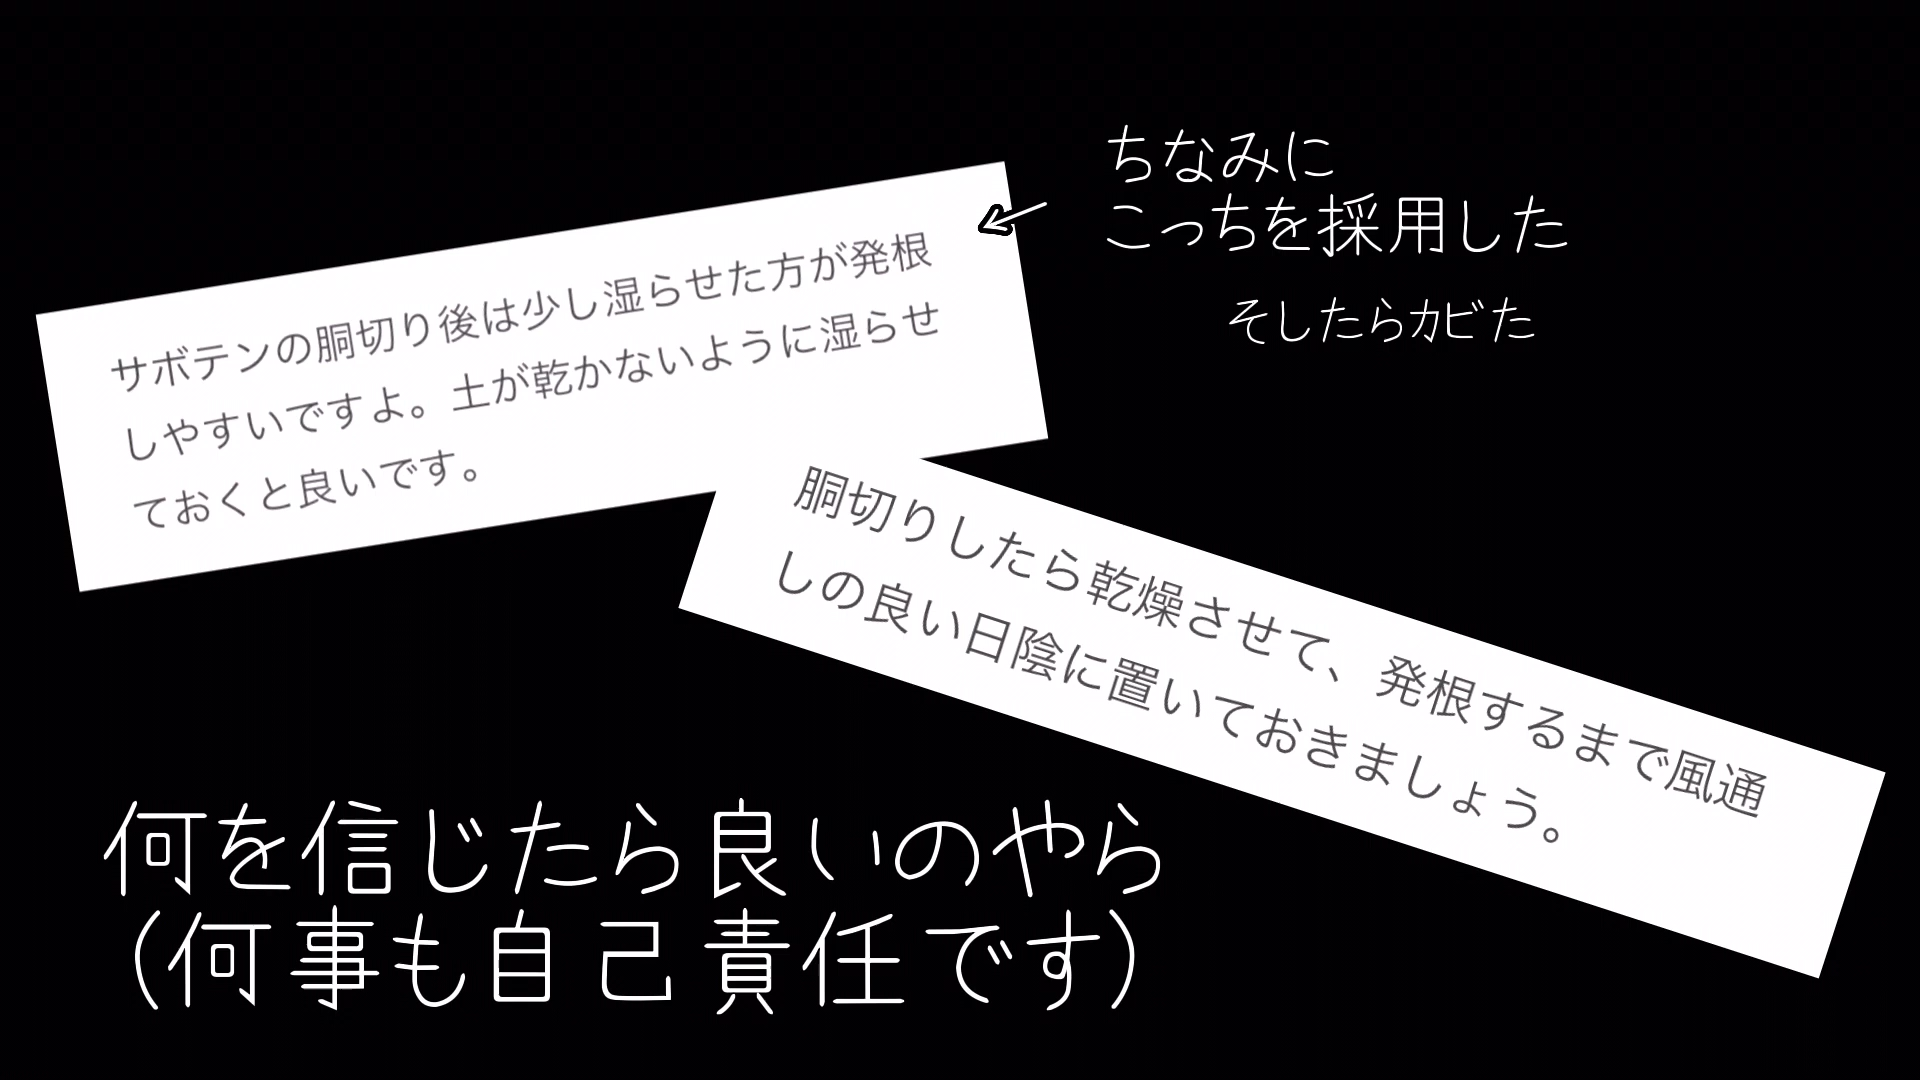 ちなみに
こっちを採用した
そしたらカビた
サボテンの胴切り後は少し湿らせた方が発根
しやすいですよ。土が乾かないように湿らせ
ておくと良いです。
胴切りしたら乾燥させて、発根するまで風通
しの良い日陰に置いておきましょう。
何を信じたら良いのやら
(何事も自己責任です)